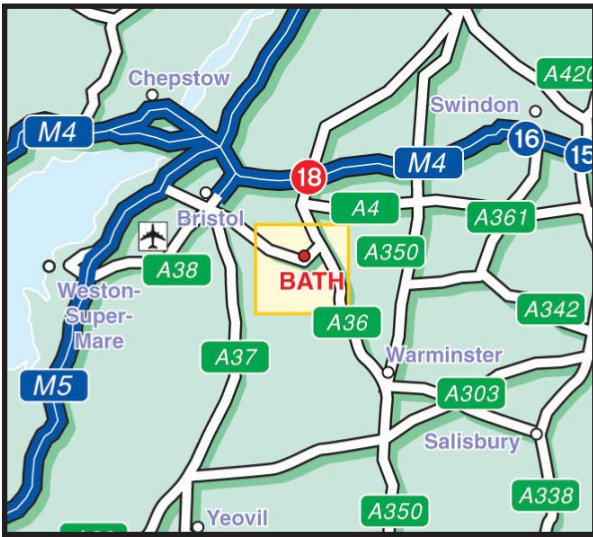 Chepstow
A420
Swindon
M4
16
15
M4
18
A4
A361
Bristol
A350
A38
BATH
Weston-
Super-
Mare
A342
A36
A37
Warminster
M5
A303
Salisbury
A338
A350
Yeovil